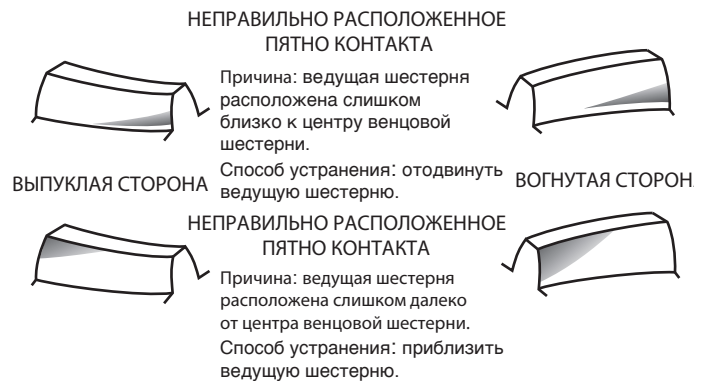 НЕПРАВИЛЬНО РАСПОЛОЖЕННОЕ
ПЯТНО КОНТАКТА
Причина: ведущая шестерня
расположена слишком
близко к центру венцовой
шестерни.
Способ устранения: отодвинуть
ведущую шестерню.
ВЫПУКЛАЯ СТОРОНА
ВОГНУТАЯ СТОРОН
НЕПРАВИЛЬНО РАСПОЛОЖЕННОЕ
ПЯТНО КОНТАКТА
Причина: ведущая шестерня
расположена слишком далеко
от центра венцовой шестерни.
Способ устранения: приблизить
ведущую шестерню.